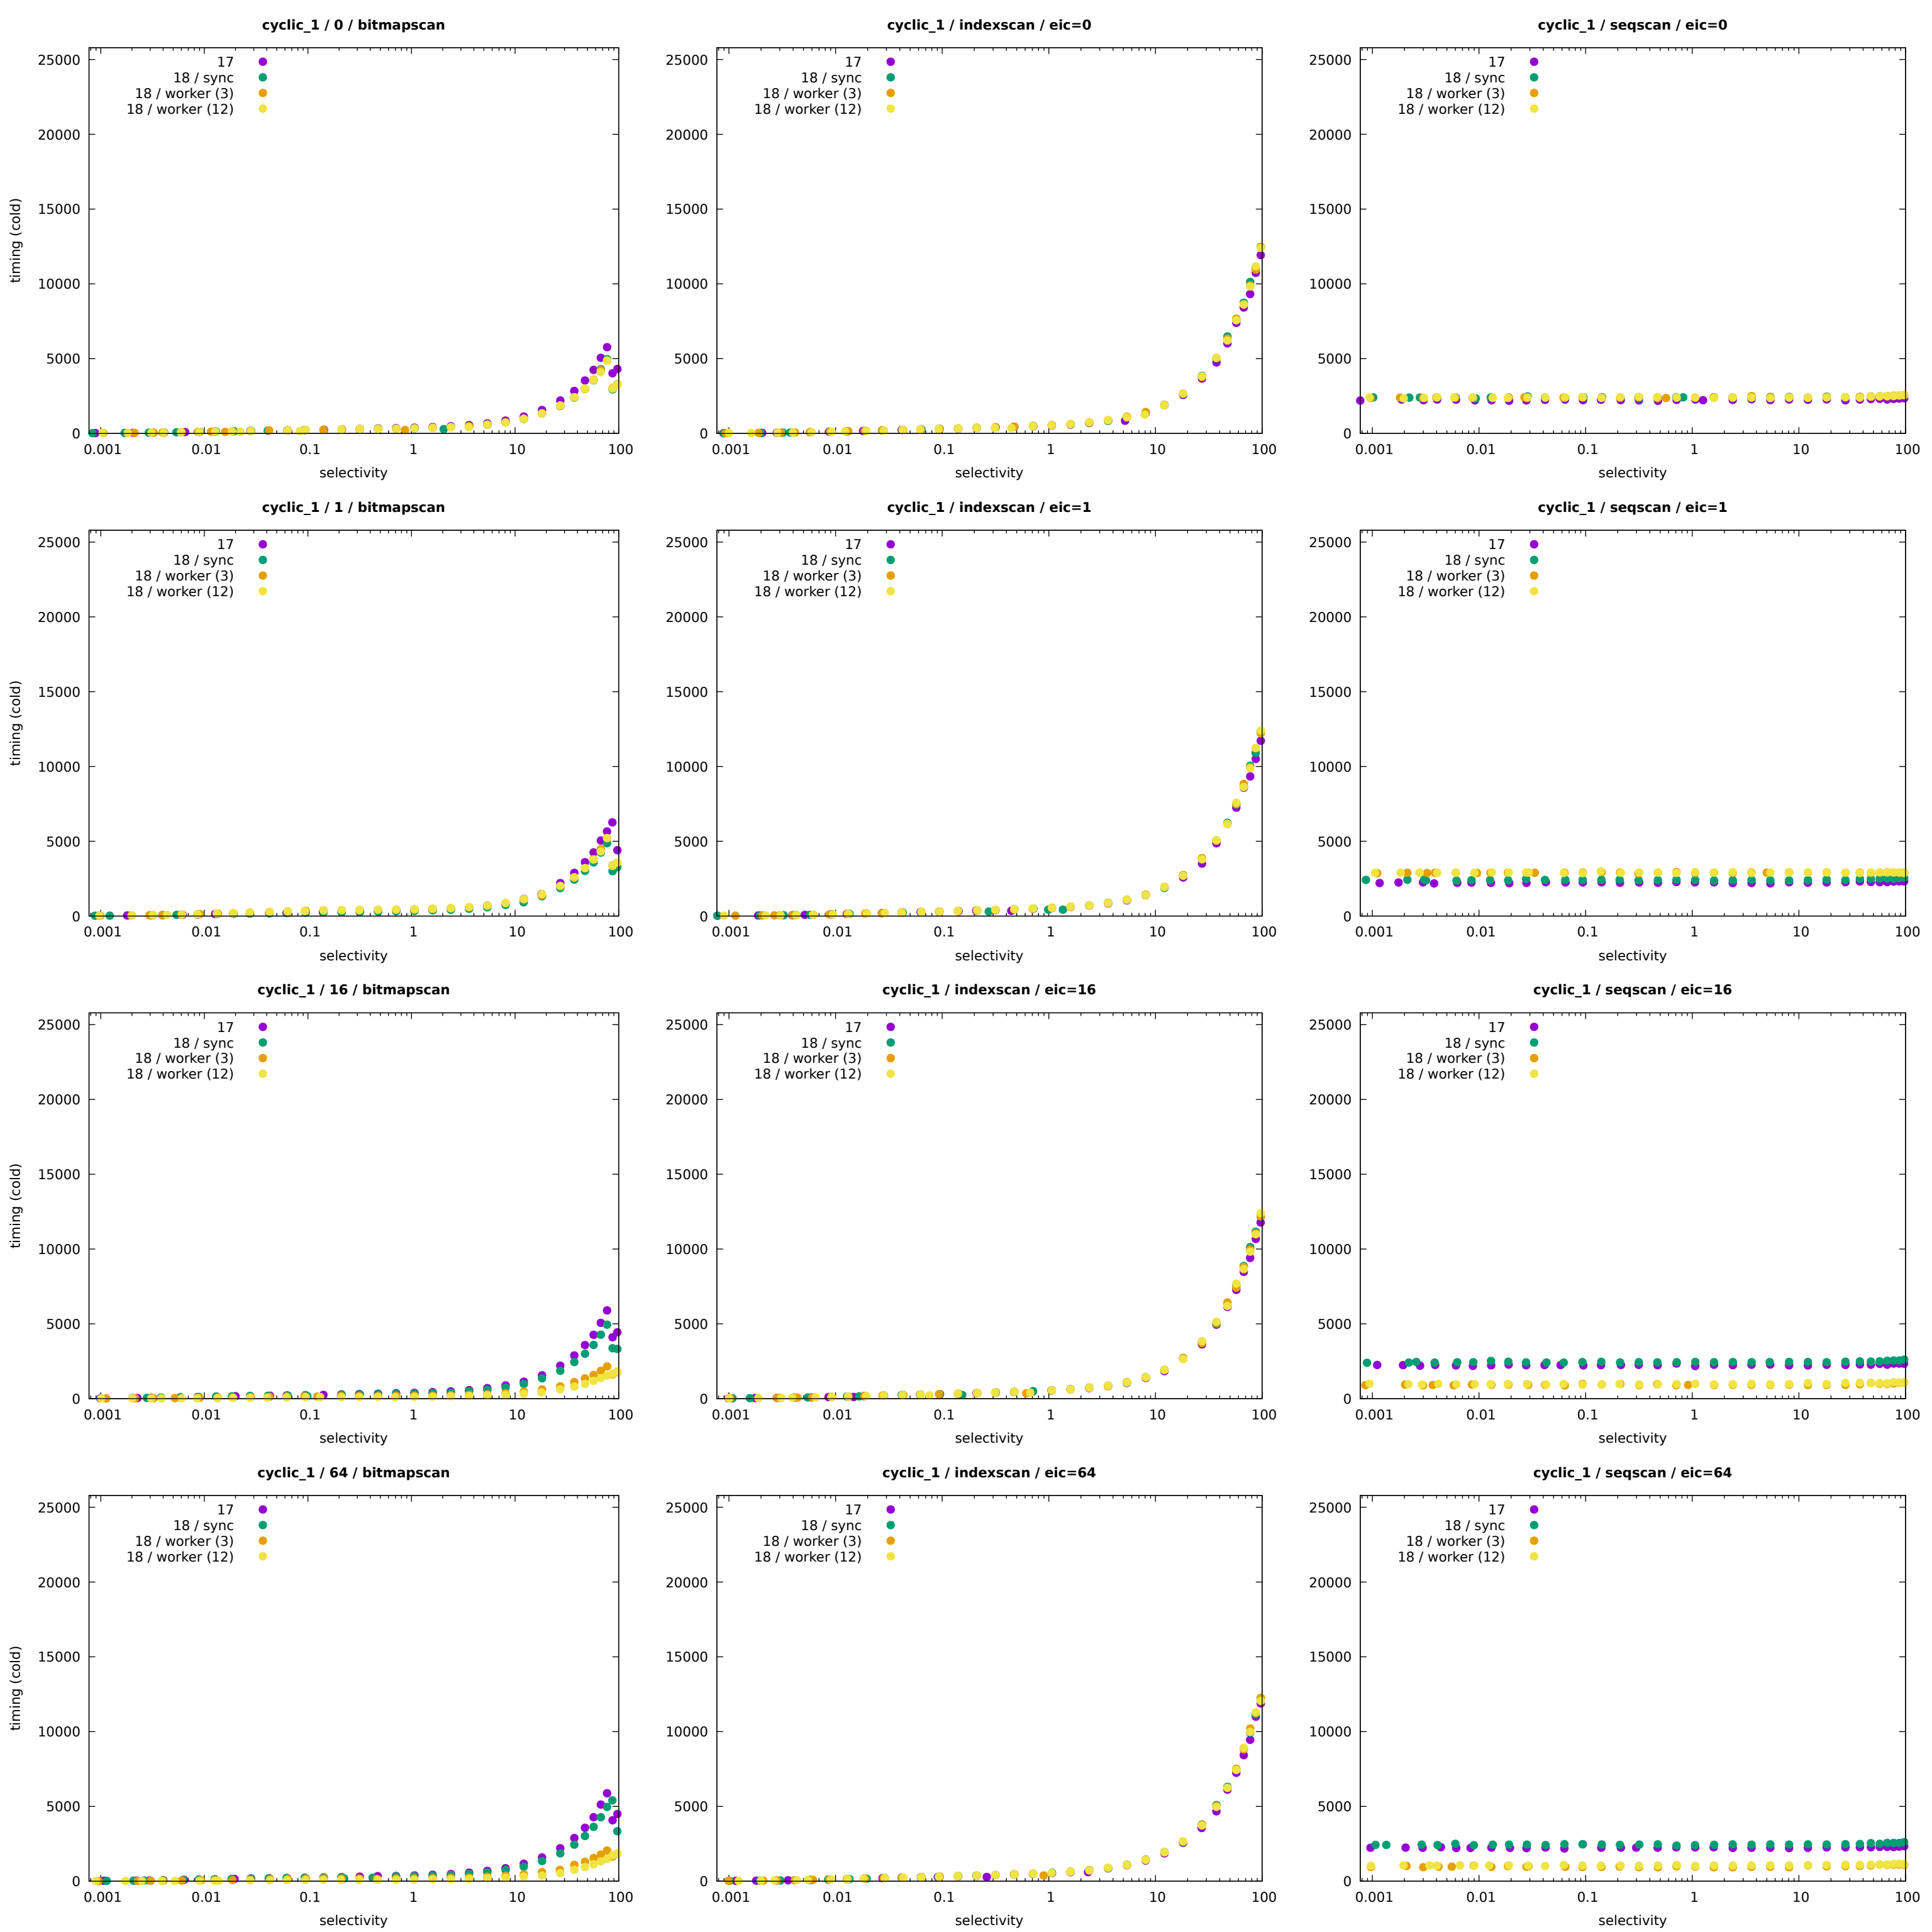 cyclic_1 / 0 / bitmapscan
25000
20000
15000
10000
5000
0
0.001 0.01 0.1 1 10 100
timing (cold)
selectivity
17
18 / sync
18 / worker (3)
18 / worker (12)
cyclic_1 / indexscan / eic=0
25000
20000
15000
10000
5000
0
0.001 0.01 0.1 1 10 100
selectivity
17
18 / sync
18 / worker (3)
18 / worker (12)
cyclic_1 / seqscan / eic=0
25000
20000
15000
10000
5000
0
0.001 0.01 0.1 1 10 100
selectivity
17
18 / sync
18 / worker (3)
18 / worker (12)
cyclic_1 / 1 / bitmapscan
25000
20000
15000
10000
5000
0
0.001 0.01 0.1 1 10 100
timing (cold)
selectivity
17
18 / sync
18 / worker (3)
18 / worker (12)
cyclic_1 / indexscan / eic=1
25000
20000
15000
10000
5000
0
0.001 0.01 0.1 1 10 100
selectivity
17
18 / sync
18 / worker (3)
18 / worker (12)
cyclic_1 / seqscan / eic=1
25000
20000
15000
10000
5000
0
0.001 0.01 0.1 1 10 100
selectivity
17
18 / sync
18 / worker (3)
18 / worker (12)
cyclic_1 / 16 / bitmapscan
25000
20000
15000
10000
5000
0
0.001 0.01 0.1 1 10 100
timing (cold)
selectivity
17
18 / sync
18 / worker (3)
18 / worker (12)
cyclic_1 / indexscan / eic=16
25000
20000
15000
10000
5000
0
0.001 0.01 0.1 1 10 100
selectivity
17
18 / sync
18 / worker (3)
18 / worker (12)
cyclic_1 / seqscan / eic=16
25000
20000
15000
10000
5000
0
0.001 0.01 0.1 1 10 100
selectivity
17
18 / sync
18 / worker (3)
18 / worker (12)
cyclic_1 / 64 / bitmapscan
25000
20000
15000
10000
5000
0
0.001 0.01 0.1 1 10 100
timing (cold)
selectivity
17
18 / sync
18 / worker (3)
18 / worker (12)
cyclic_1 / indexscan / eic=64
25000
20000
15000
10000
5000
0
0.001 0.01 0.1 1 10 100
selectivity
17
18 / sync
18 / worker (3)
18 / worker (12)
cyclic_1 / seqscan / eic=64
25000
20000
15000
10000
5000
0
0.001 0.01 0.1 1 10 100
selectivity
17
18 / sync
18 / worker (3)
18 / worker (12)